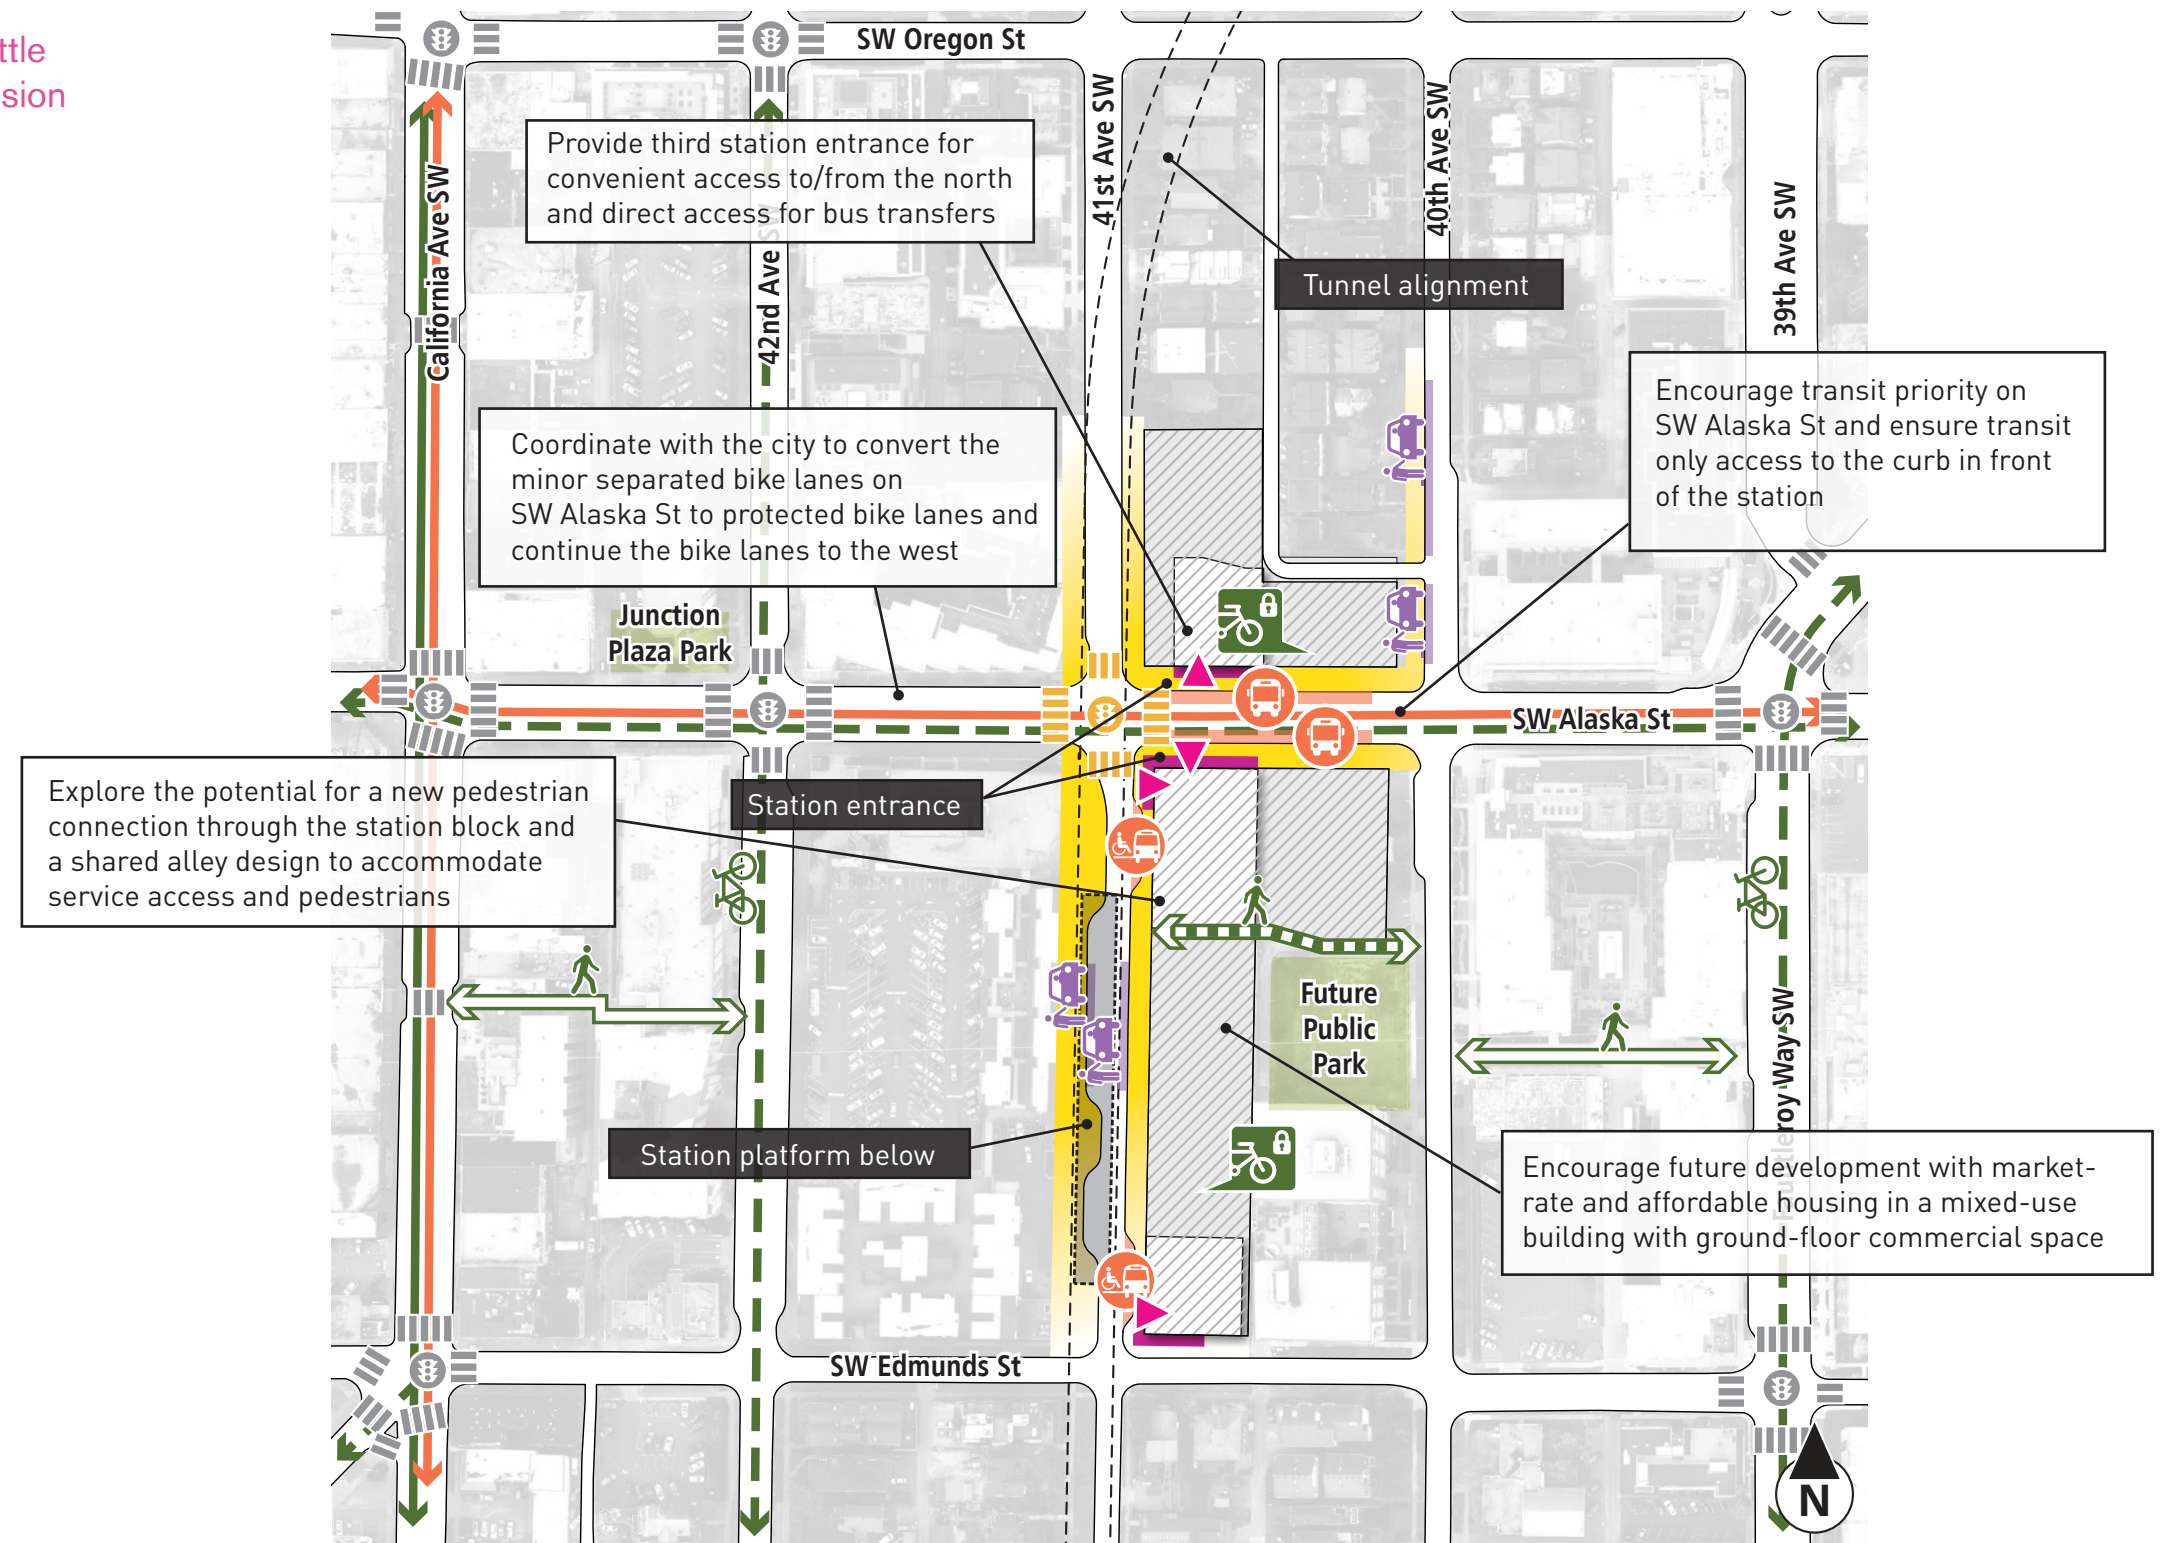 ttle
sion
SW Oregon St
41st Ave SW
40th Ave SW
39th Ave SW
California Ave SW
42nd Ave SW
Provide third station entrance for
convenient access to/from the north
and direct access for bus transfers
Tunnel alignment
Encourage transit priority on
SW Alaska St and ensure transit
only access to the curb in front
of the station
Coordinate with the city to convert the
minor separated bike lanes on
SW Alaska St to protected bike lanes and
continue the bike lanes to the west
Junction
Plaza Park
SW Alaska St
Explore the potential for a new pedestrian
connection through the station block and
a shared alley design to accommodate
service access and pedestrians
Station entrance
Future
Public
Park
Fauntleroy Way SW
Station platform below
Encourage future development with market-
rate and affordable housing in a mixed-use
building with ground-floor commercial space
SW Edmunds St
N